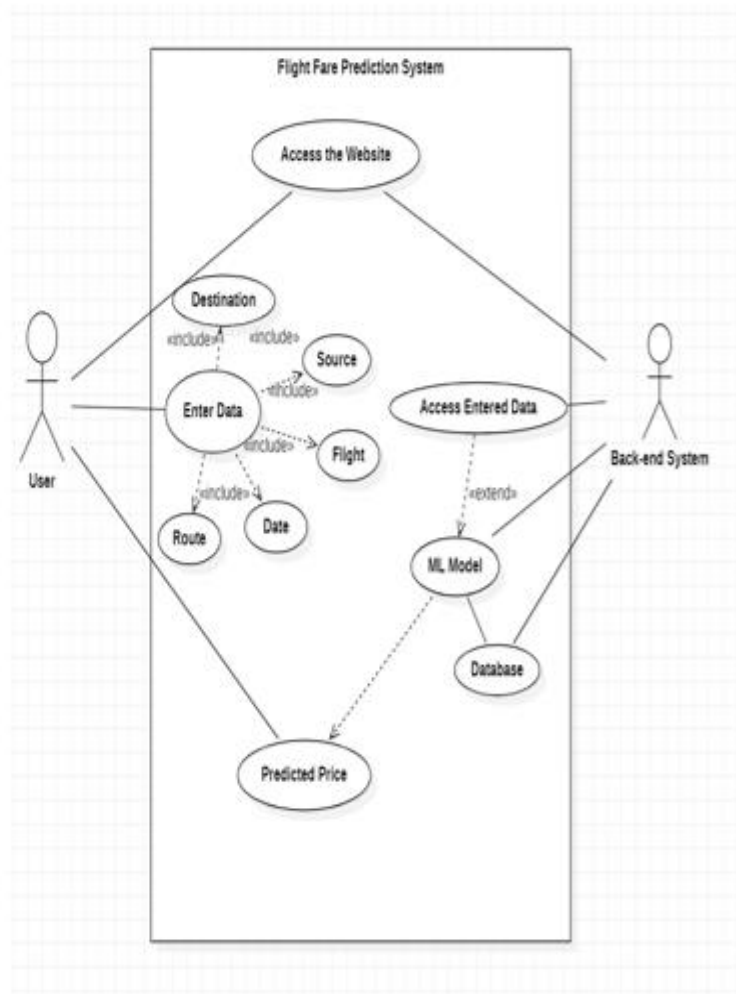 Flight Fare Prediction System
Access the Website
Destination
«include»
«include»
Source
«include»
Enter Data
Access Entered Data
«include»
Flight
User
Back-end System
«include»
«extend»
Route
Date
ML Model
Database
Predicted Price